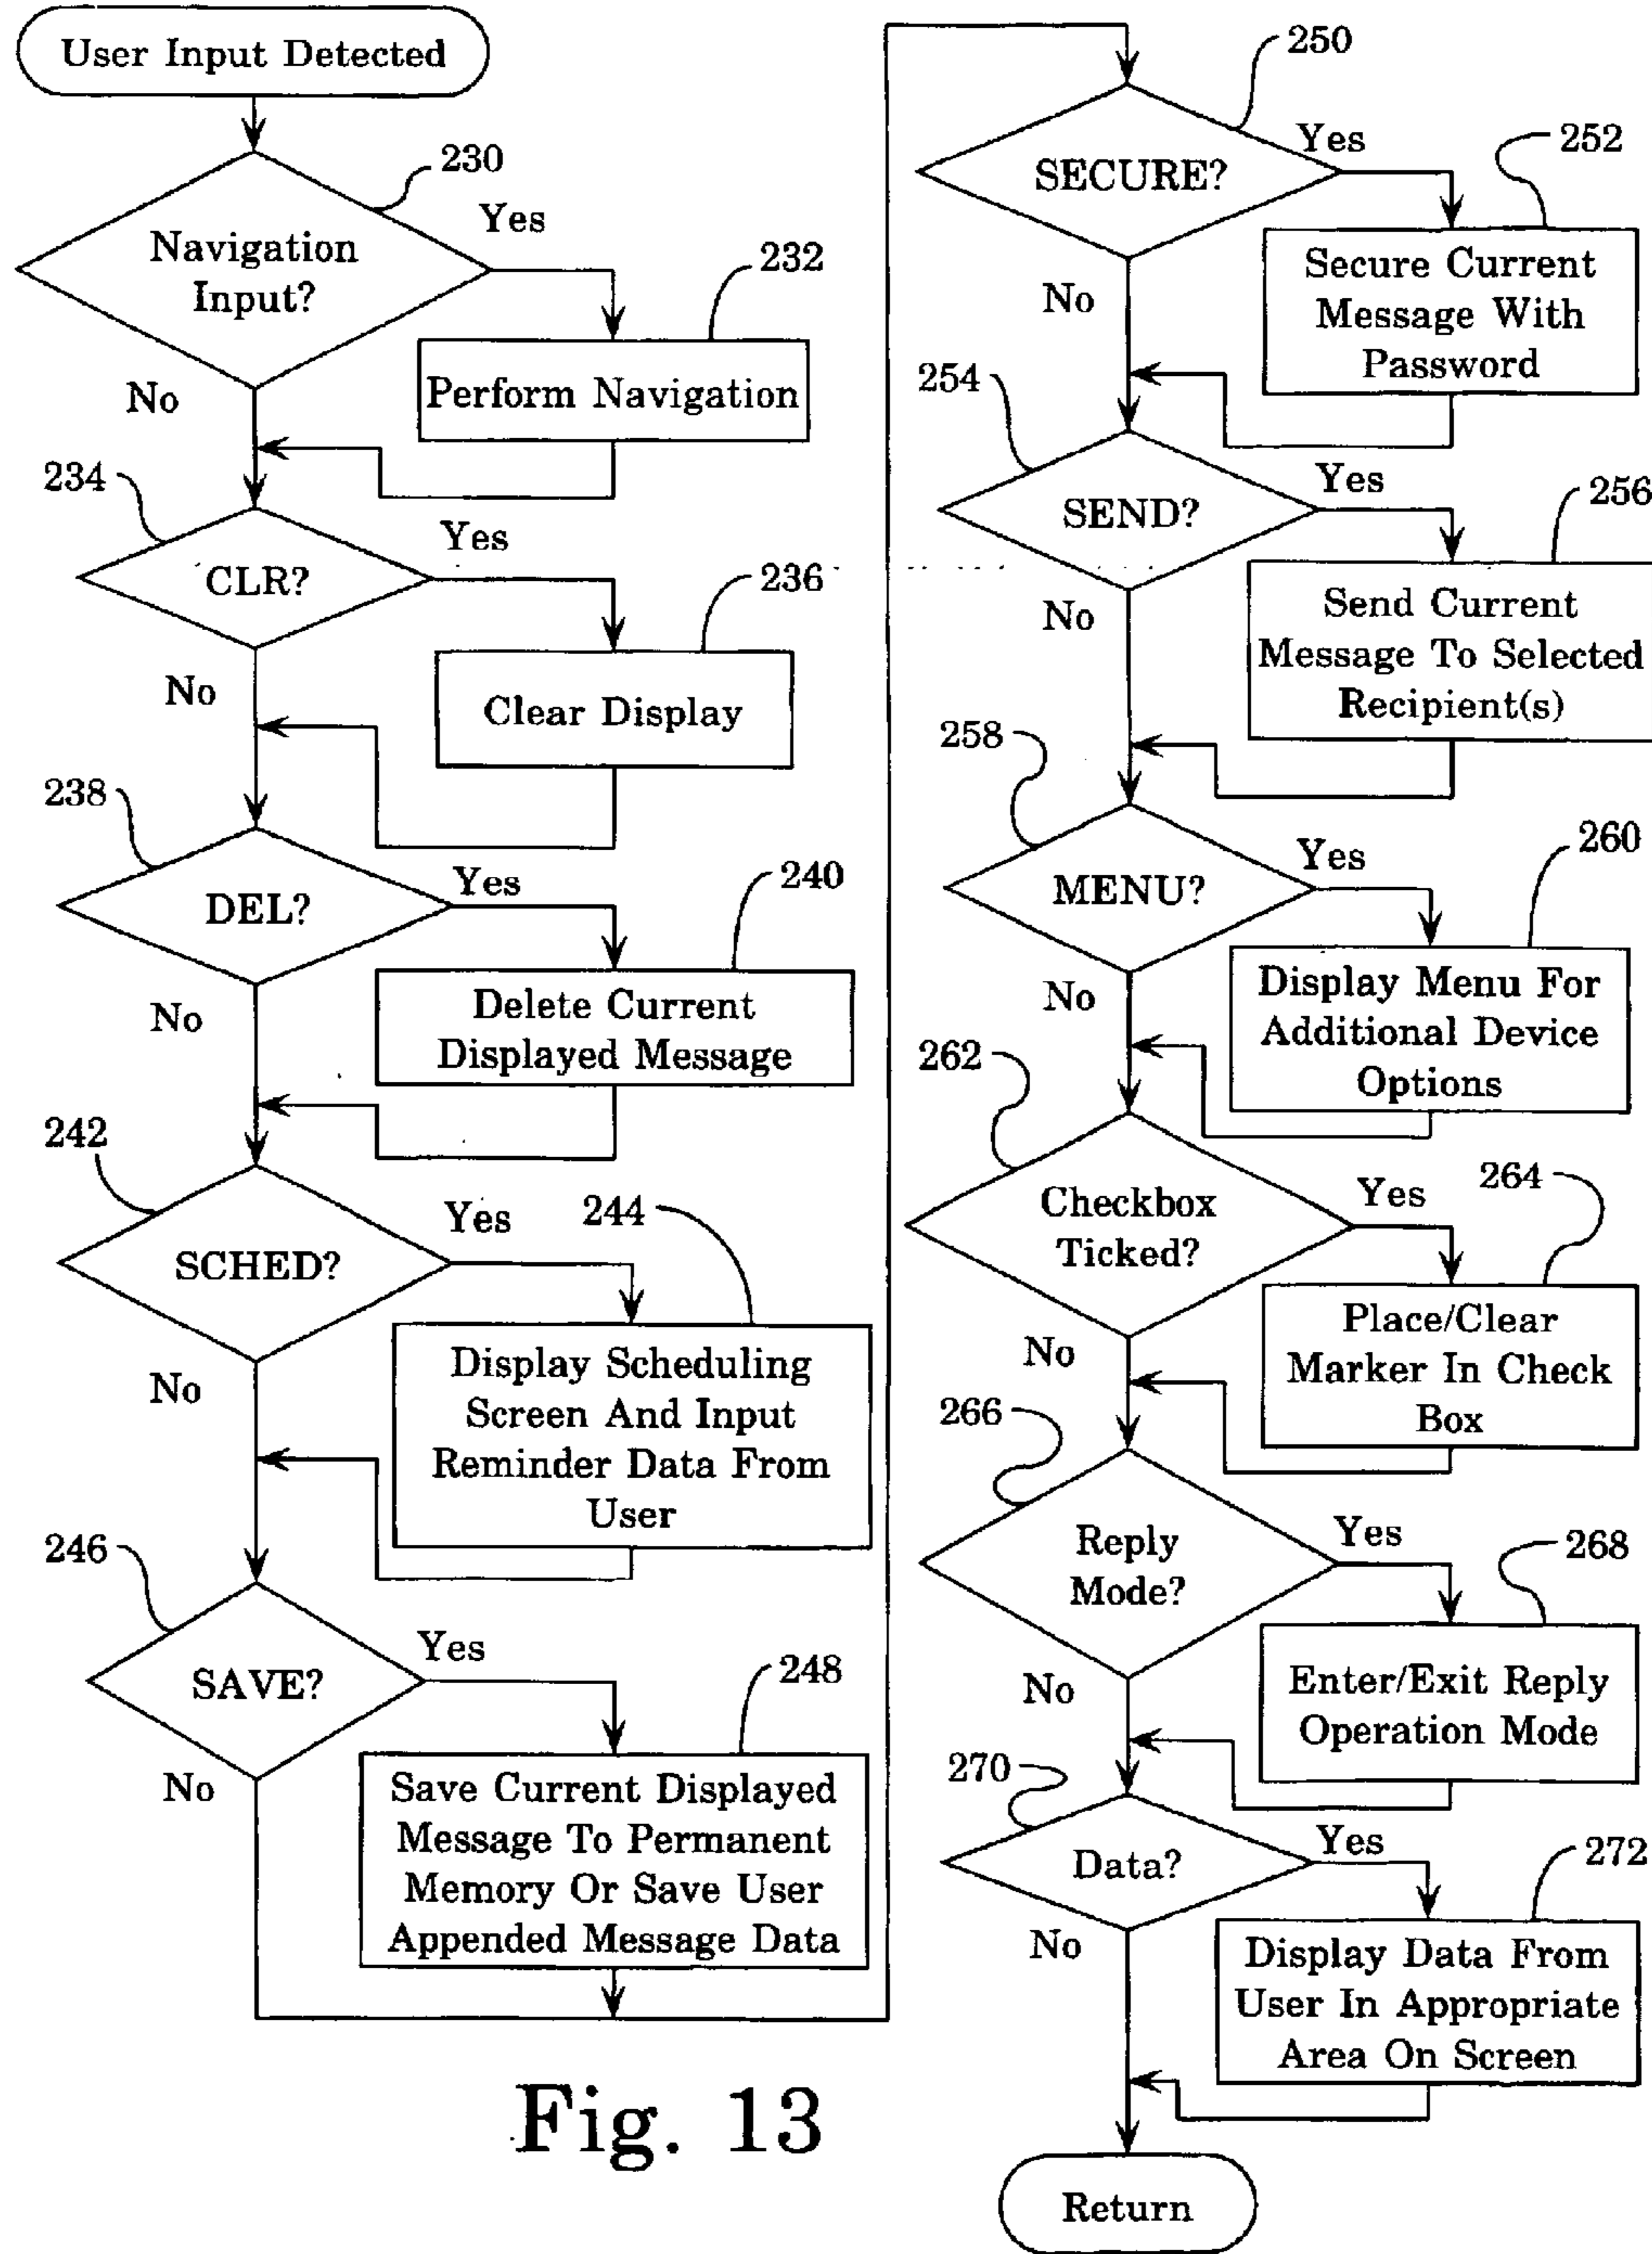 User Input Detected
230
Navigation
Input?
Yes
No
232
Perform Navigation
234
CLR?
Yes
No
236
Clear Display
238
DEL?
Yes
No
240
Delete Current
Displayed Message
242
SCHED?
Yes
No
244
Display Scheduling
Screen And Input
Reminder Data From
User
246
SAVE?
Yes
No
248
Save Current Displayed
Message To Permanent
Memory Or Save User
Appended Message Data
250
SECURE?
Yes
No
252
Secure Current
Message With
Password
254
SEND?
Yes
No
256
Send Current
Message To Selected
Recipient(s)
258
MENU?
Yes
No
260
Display Menu For
Additional Device
Options
262
Checkbox
Ticked?
Yes
No
264
Place/Clear
Marker In Check
Box
266
Reply
Mode?
Yes
No
268
Enter/Exit Reply
Operation Mode
270
Data?
Yes
No
272
Display Data From
User In Appropriate
Area On Screen
Return
Fig. 13